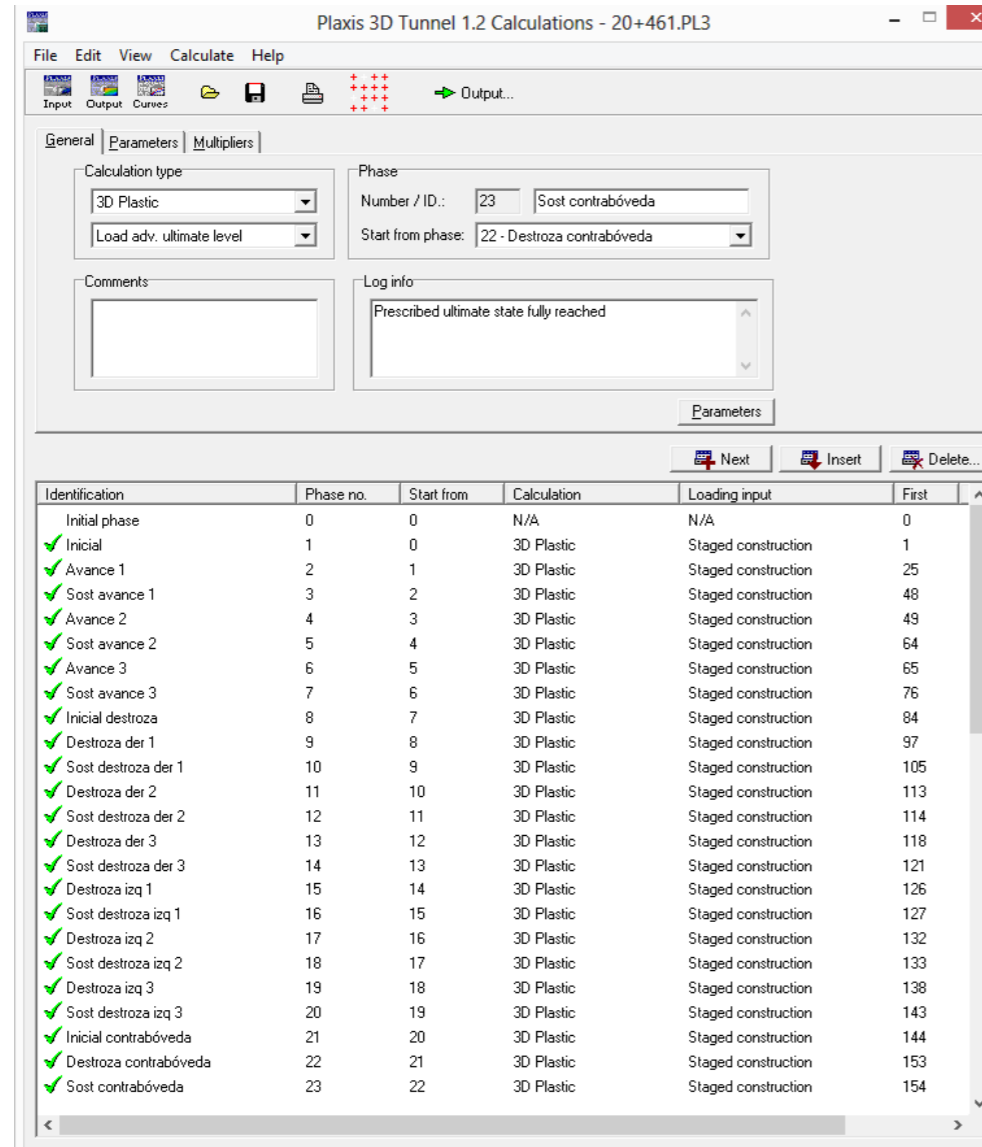 Plaxis 3D Tunnel 1.2 Calculations - 20+461.PL3
File Edit View Calculate Help
Input Output Curves Output...
General Parameters Multipliers
Calculation type Phase
3D Plastic Number / ID.: 23 Sost contrabóveda
Load adv. ultimate level Start from phase: 22 - Destroza contrabóveda
Comments Log info
Prescribed ultimate state fully reached
Parameters
Next Insert Delete...
Identification Phase no. Start from Calculation Loading input First
Initial phase 0 0 N/A N/A 0
Inicial 1 0 3D Plastic Staged construction 1
Avance 1 2 1 3D Plastic Staged construction 25
Sost avance 1 3 2 3D Plastic Staged construction 48
Avance 2 4 3 3D Plastic Staged construction 49
Sost avance 2 5 4 3D Plastic Staged construction 64
Avance 3 6 5 3D Plastic Staged construction 65
Sost avance 3 7 6 3D Plastic Staged construction 76
Inicial destroza 8 7 3D Plastic Staged construction 84
Destroza der 1 9 8 3D Plastic Staged construction 97
Sost destroza der 1 10 9 3D Plastic Staged construction 105
Destroza der 2 11 10 3D Plastic Staged construction 113
Sost destroza der 2 12 11 3D Plastic Staged construction 114
Destroza der 3 13 12 3D Plastic Staged construction 118
Sost destroza der 3 14 13 3D Plastic Staged construction 121
Destroza izq 1 15 14 3D Plastic Staged construction 126
Sost destroza izq 1 16 15 3D Plastic Staged construction 127
Destroza izq 2 17 16 3D Plastic Staged construction 132
Sost destroza izq 2 18 17 3D Plastic Staged construction 133
Destroza izq 3 19 18 3D Plastic Staged construction 138
Sost destroza izq 3 20 19 3D Plastic Staged construction 143
Inicial contrabóveda 21 20 3D Plastic Staged construction 144
Destroza contrabóveda 22 21 3D Plastic Staged construction 153
Sost contrabóveda 23 22 3D Plastic Staged construction 154